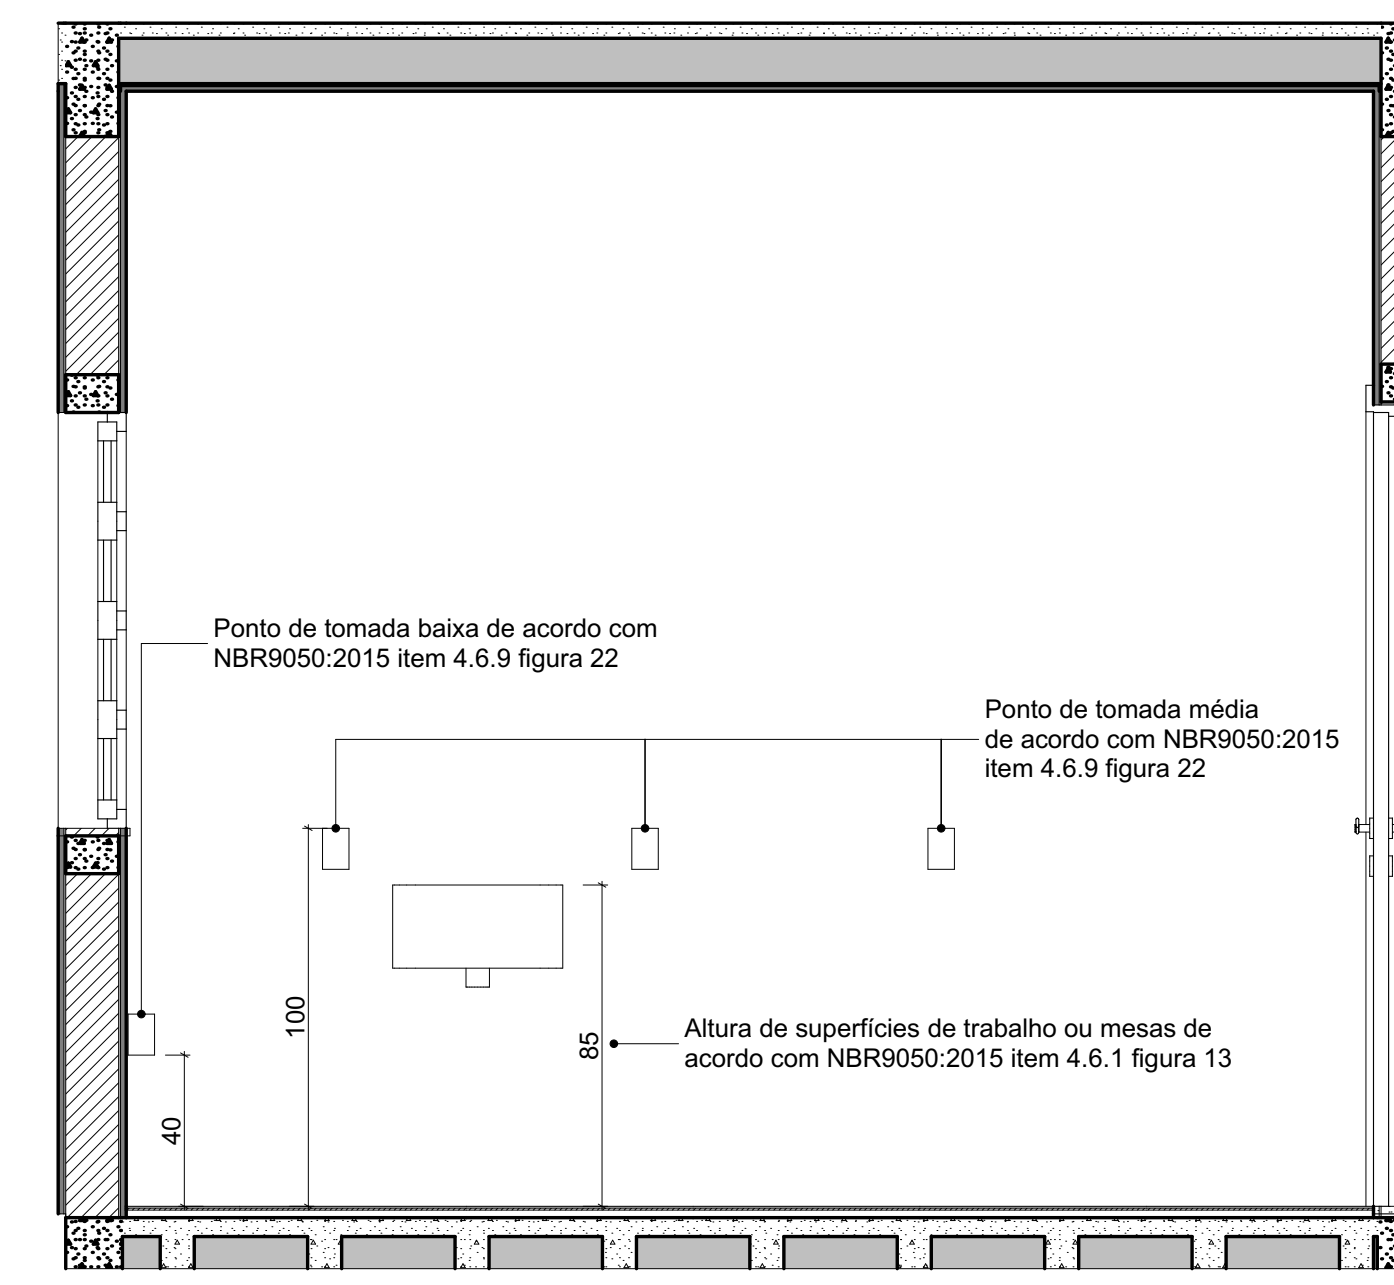 Ponto de tomada baixa de acordo com
NBR9050:2015 item 4.6.9 figura 22
Ponto de tomada média
de acordo com NBR9050:2015
item 4.6.9 figura 22
100
85
Altura de superfícies de trabalho ou mesas de
acordo com NBR9050:2015 item 4.6.1 figura 13
40